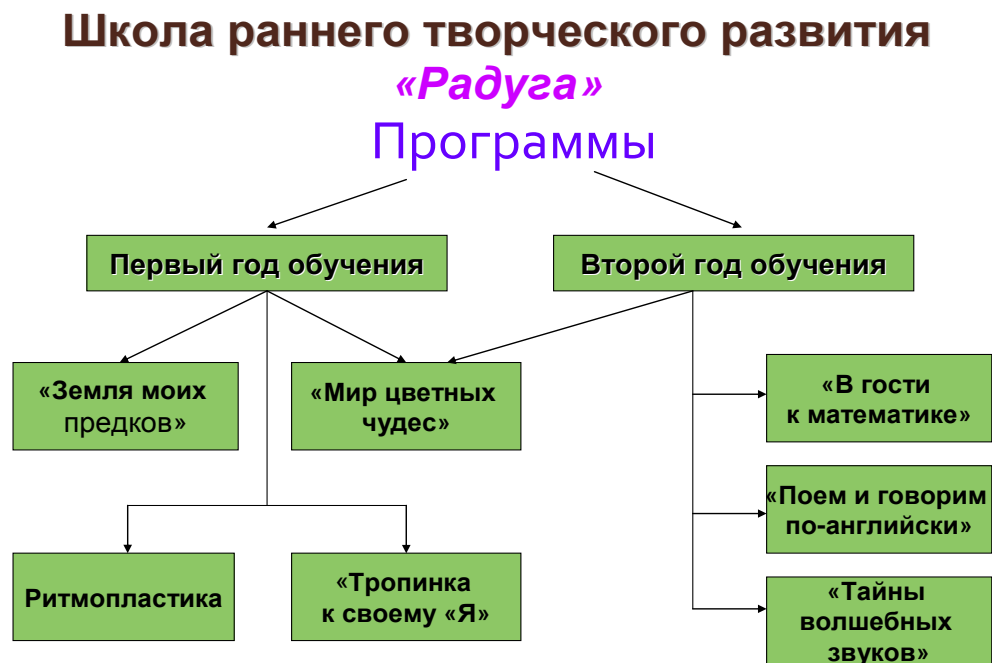 Школа раннего творческого развития
«Радуга»
Программы
Первый год обучения
Второй год обучения
«Земля моих
предков»
«Мир цветных
чудес»
«В гости
к математике»
«Поем и говорим
по-английски»
Ритмопластика
«Тропинка
к своему «Я»
«Тайны
волшебных
звуков»